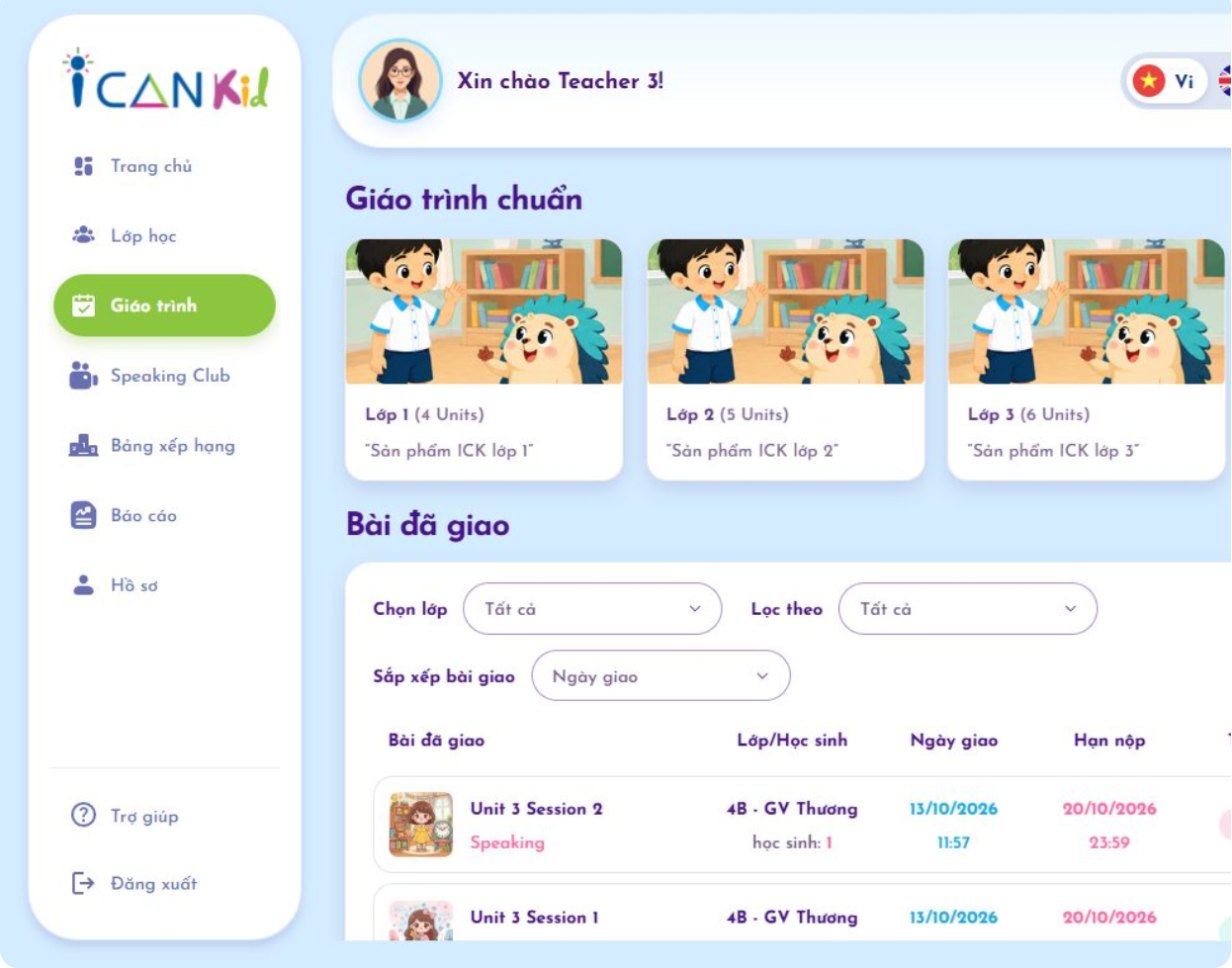 iCANKid
Xin chào Teacher 3!
Vi
Trang chủ
Lớp học
Giáo trình
Speaking Club
Bảng xếp hạng
Báo cáo
Hồ sơ
Trợ giúp
Đăng xuất
Giáo trình chuẩn
Lớp 1 (4 Units)
"Sản phẩm ICK lớp 1"
Lớp 2 (5 Units)
"Sản phẩm ICK lớp 2"
Lớp 3 (6 Units)
"Sản phẩm ICK lớp 3"
Bài đã giao
Chọn lớp Tất cả Lọc theo Tất cả
Sắp xếp bài giao Ngày giao
Bài đã giao Lớp/Học sinh Ngày giao Hạn nộp
Unit 3 Session 2 4B - GV Thương 13/10/2026 20/10/2026
Speaking học sinh: 1 11:57 23:59
Unit 3 Session 1 4B - GV Thương 13/10/2026 20/10/2026